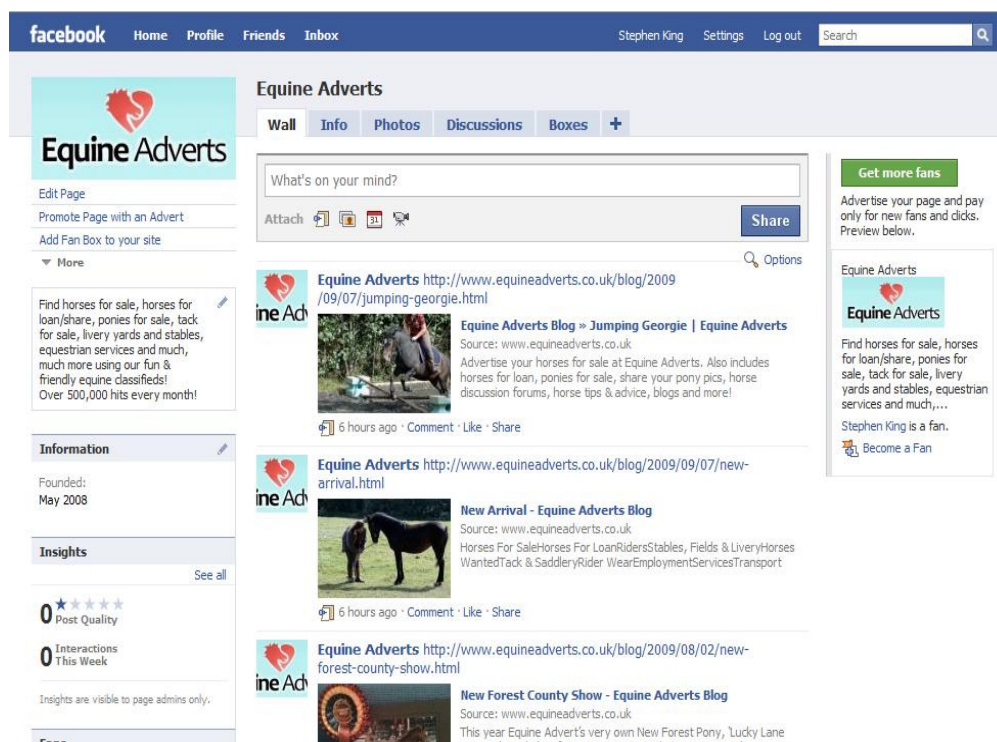 facebook Home Profile Friends Inbox Stephen King Settings Log out Search
Equine Adverts
Edit Page
Promote Page with an Advert
Add Fan Box to your site
More
Find horses for sale, horses for
loan/share, ponies for sale, tack
for sale, livery yards and stables,
equestrian services and much,
much more using our fun &
friendly equine classifieds!
Over 500,000 hits every month!
Information
Founded:
May 2008
Insights
See all
0 Post Quality
0 Interactions
This Week
Insights are visible to page admins only.
Equine Adverts
Wall Info Photos Discussions Boxes +
What's on your mind?
Attach 31 Share
Options
ine Adv
Equine Adverts http://www.equineadverts.co.uk/blog/2009
/09/07/jumping-georgie.html
Equine Adverts Blog » Jumping Georgie | Equine Adverts
Source: www.equineadverts.co.uk
Advertise your horses for sale at Equine Adverts. Also includes
horses for loan, ponies for sale, share your pony pics, horse
discussion forums, horse tips & advice, blogs and more!
6 hours ago · Comment · Like · Share
ine Adv
Equine Adverts http://www.equineadverts.co.uk/blog/2009/09/07/new-
arrival.html
New Arrival - Equine Adverts Blog
Source: www.equineadverts.co.uk
Horses For SaleHorses For LoanRidersStables, Fields & LiveryHorses
WantedTack & SaddleryRider WearEmploymentServicesTransport
6 hours ago · Comment · Like · Share
ine Adv
Equine Adverts http://www.equineadverts.co.uk/blog/2009/08/02/new-
forest-county-show.html
New Forest County Show - Equine Adverts Blog
Source: www.equineadverts.co.uk
This year Equine Advert's very own New Forest Pony, 'Lucky Lane
Get more fans
Advertise your page and pay
only for new fans and clicks.
Preview below.
Equine Adverts
Equine Adverts
Find horses for sale, horses
for loan/share, ponies for
sale, tack for sale, livery
yards and stables, equestrian
services and much,...
Stephen King is a fan.
Become a Fan